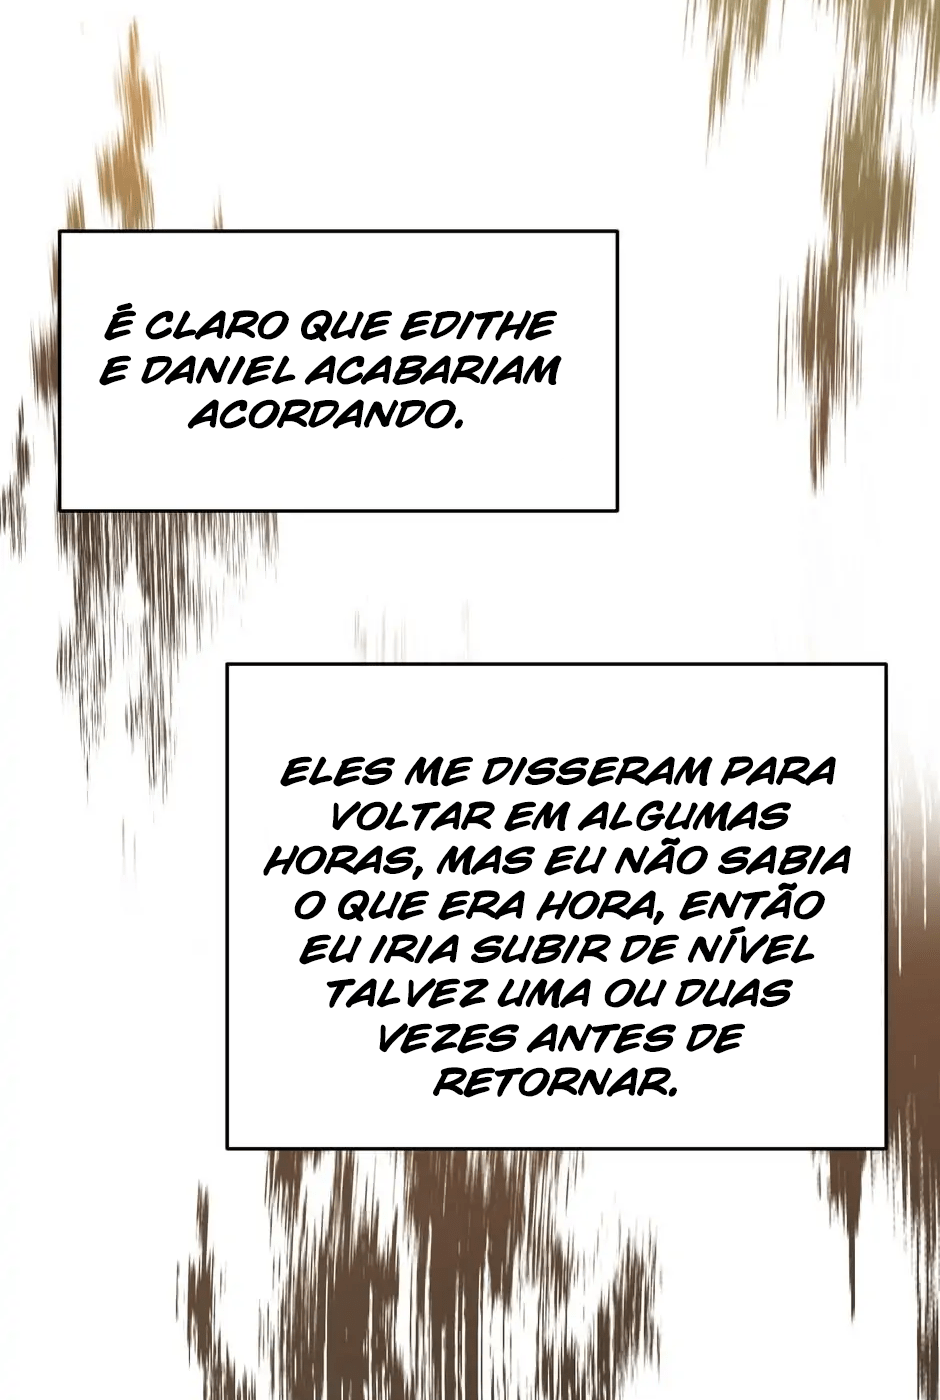 É CLARO QUE EDITHE
E DANIEL ACABARIAM
ACORDANDO.
ELES ME DISSERAM PARA
VOLTAR EM ALGUMAS
HORAS, MAS EU NÃO SABIA
O QUE ERA HORA, ENTÃO
EU IRIA SUBIR DE NÍVEL
TALVEZ UMA OU DUAS
VEZES ANTES DE
RETORNAR.